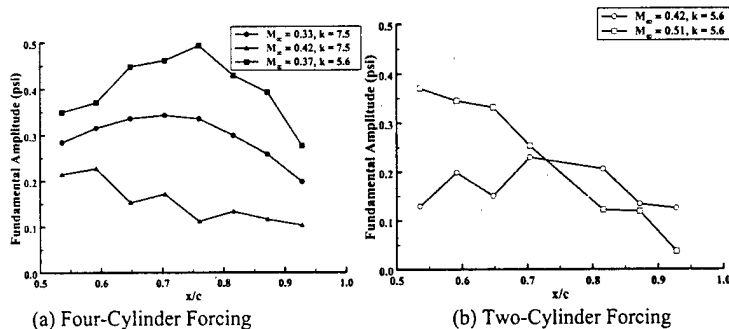 M∞ = 0.33, k = 7.5
M∞ = 0.42, k = 7.5
M∞ = 0.37, k = 5.6
Fundamental Amplitude (psi)
0.5
0.4
0.3
0.2
0.1
0.0
0.5 0.6 0.7 0.8 0.9 1.0
x/c
(a) Four-Cylinder Forcing
M∞ = 0.42, k = 5.6
M∞ = 0.51, k = 5.6
Fundamental Amplitude (psi)
0.5
0.4
0.3
0.2
0.1
0.0
0.5 0.6 0.7 0.8 0.9 1.0
x/c
(b) Two-Cylinder Forcing